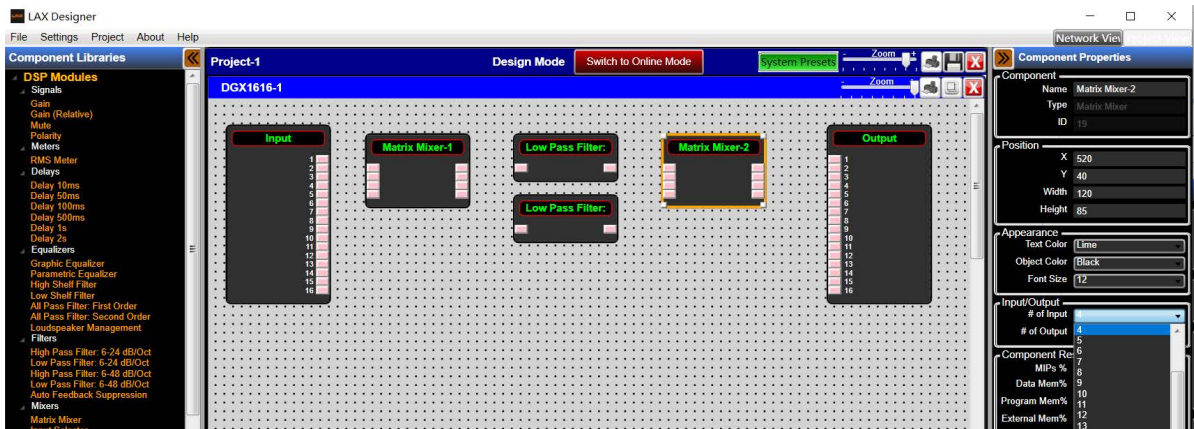 LAX Designer
File Settings Project About Help
Network View
Component Libraries
DSP Modules
Signals
Gain
Gain (Relative)
Mute
Polarity
Meters
RMS Meter
Delays
Delay 10ms
Delay 50ms
Delay 100ms
Delay 500ms
Delay 1s
Delay 2s
Equalizers
Graphic Equalizer
Parametric Equalizer
High Shelf Filter
Low Shelf Filter
All Pass Filter: First Order
All Pass Filter: Second Order
Loudspeaker Management
Filters
High Pass Filter: 6-24 dB/Oct
Low Pass Filter: 6-24 dB/Oct
High Pass Filter: 6-48 dB/Oct
Low Pass Filter: 6-48 dB/Oct
Auto Feedback Suppression
Mixers
Matrix Mixer
Project-1 Design Mode Switch to Online Mode System Presets - Zoom + X
DGX1616-1 - Zoom + X
Input
1
2
3
4
5
6
7
8
9
10
11
12
13
14
15
16
Matrix Mixer-1
Low Pass Filter:
Low Pass Filter:
Matrix Mixer-2
Output
1
2
3
4
5
6
7
8
9
10
11
12
13
14
15
16
Component Properties
Component
Name Matrix Mixer-2
Type Matrix Mixer
ID 19
Position
X 520
Y 40
Width 120
Height 85
Appearance
Text Color Lime
Object Color Black
Font Size 12
Input/Output
# of Input 4
# of Output
4
5
6
7
8
9
10
11
12
13
Component Re
MIPs %
Data Mem%
Program Mem%
External Mem%